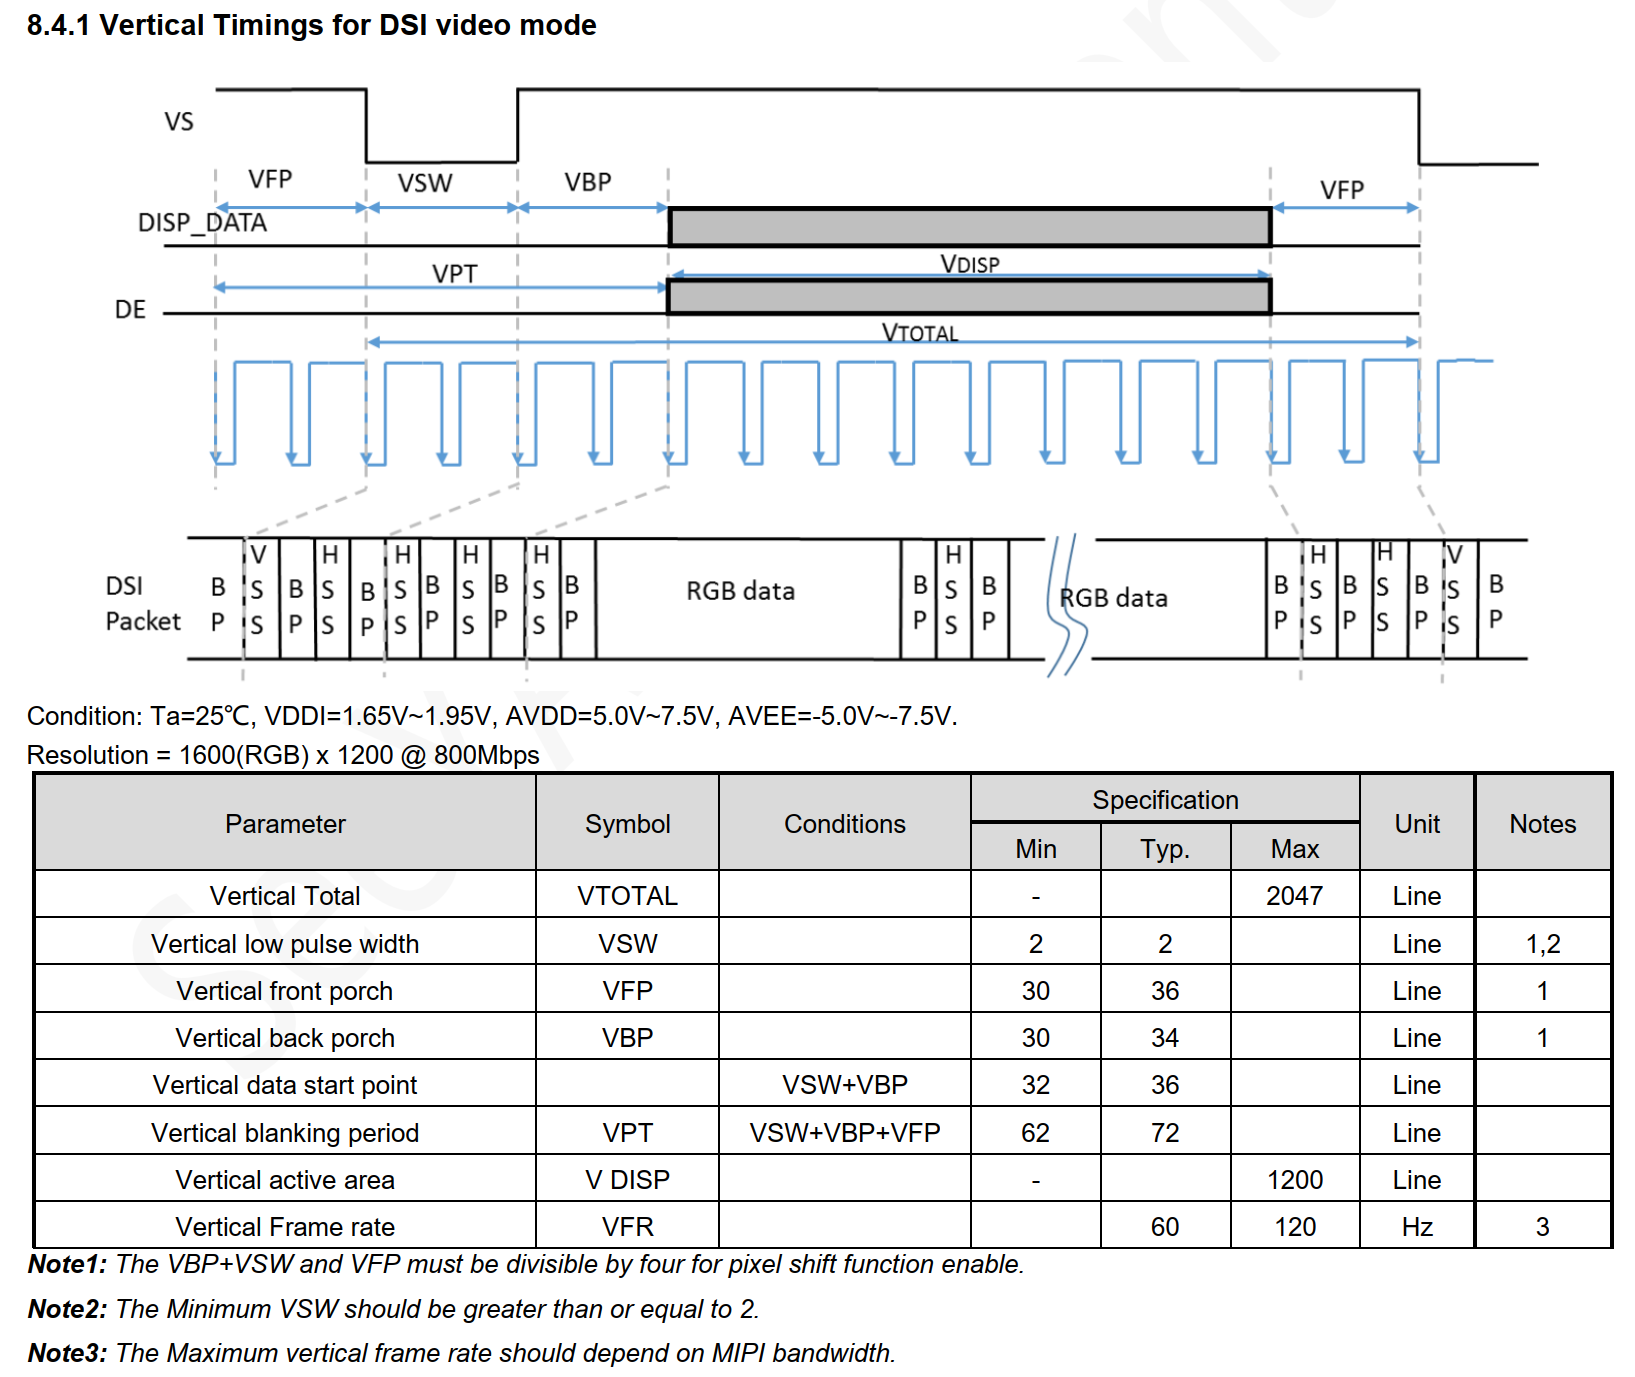 8.4.1 Vertical Timings for DSI video mode
VS
VFP VSW VBP VFP
DISP_DATA
VPT VDISP
DE
VTOTAL
DSI Packet BP VSS BP HSS BP HSS BP HSS BP HSS BP RGB data BP HSS BP RGB data BP HSS BP HSS BP VSS BP
Condition: Ta=25℃, VDDI=1.65V~1.95V, AVDD=5.0V~7.5V, AVEE=-5.0V~-7.5V.
Resolution = 1600(RGB) x 1200 @ 800Mbps
Parameter Symbol Conditions Specification Unit Notes
Min Typ. Max
Vertical Total VTOTAL - 2047 Line
Vertical low pulse width VSW 2 2 Line 1,2
Vertical front porch VFP 30 36 Line 1
Vertical back porch VBP 30 34 Line 1
Vertical data start point VSW+VBP 32 36 Line
Vertical blanking period VPT VSW+VBP+VFP 62 72 Line
Vertical active area V DISP - 1200 Line
Vertical Frame rate VFR 60 120 Hz 3
Note1: The VBP+VSW and VFP must be divisible by four for pixel shift function enable.
Note2: The Minimum VSW should be greater than or equal to 2.
Note3: The Maximum vertical frame rate should depend on MIPI bandwidth.